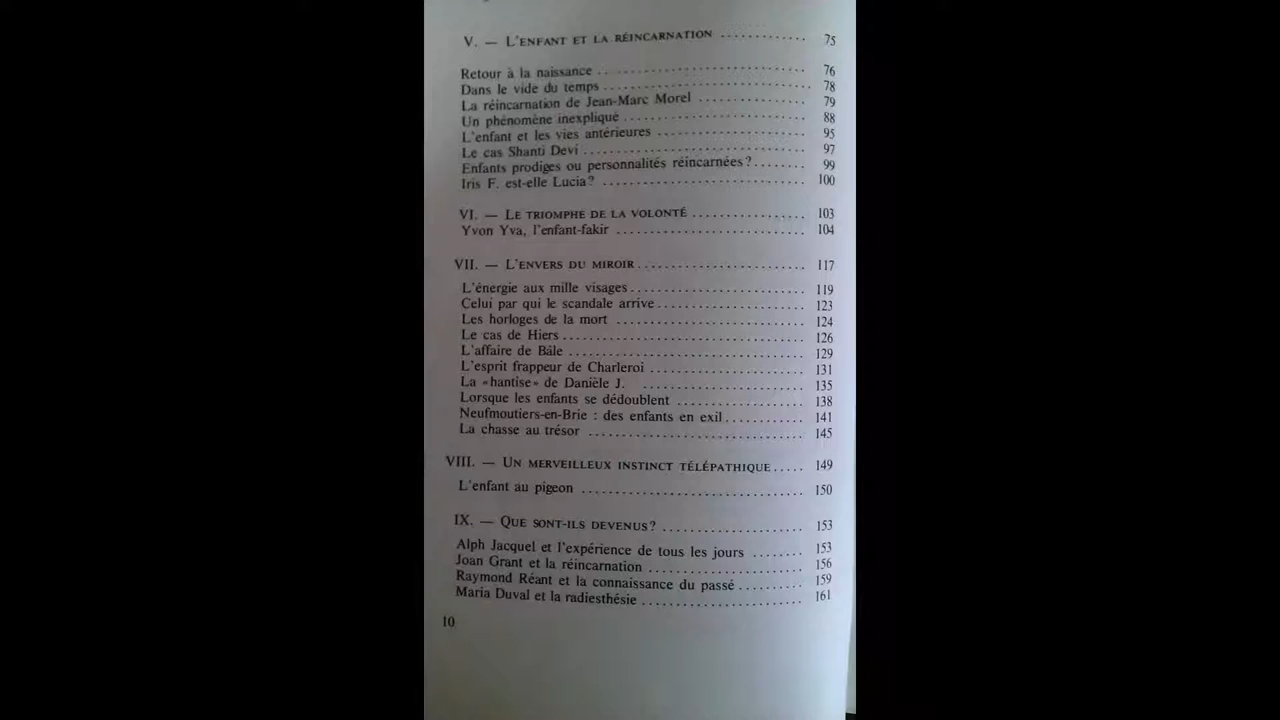 V. — L'ENFANT ET LA RÉINCARNATION ............ 75
Retour à la naissance ............ 76
Dans le vide du temps ............ 78
La réincarnation de Jean-Marc Morel ............ 79
Un phénomène inexpliqué ............ 88
L'enfant et les vies antérieures ............ 95
Le cas Shanti Devi ............ 97
Enfants prodiges ou personnalités réincarnées? ........ 99
Iris F. est-elle Lucia? ............ 100
VI. — LE TRIOMPHE DE LA VOLONTÉ ............ 103
Yvon Yva, l'enfant-fakir ............ 104
VII. — L'ENVERS DU MIROIR ............ 117
L'énergie aux mille visages ............ 119
Celui par qui le scandale arrive ............ 123
Les horloges de la mort ............ 124
Le cas de Hiers ............ 126
L'affaire de Bâle ............ 129
L'esprit frappeur de Charleroi ............ 131
La «hantise» de Danièle J. ............ 135
Lorsque les enfants se dédoublent ............ 138
Neufmoutiers-en-Brie : des enfants en exil ............ 141
La chasse au trésor ............ 145
VIII. — UN MERVEILLEUX INSTINCT TÉLÉPATHIQUE ..... 149
L'enfant au pigeon ............ 150
IX. — QUE SONT-ILS DEVENUS? ............ 153
Alph Jacquel et l'expérience de tous les jours ........ 153
Joan Grant et la réincarnation ............ 156
Raymond Réant et la connaissance du passé .......... 159
Maria Duval et la radiesthésie ............ 161
10